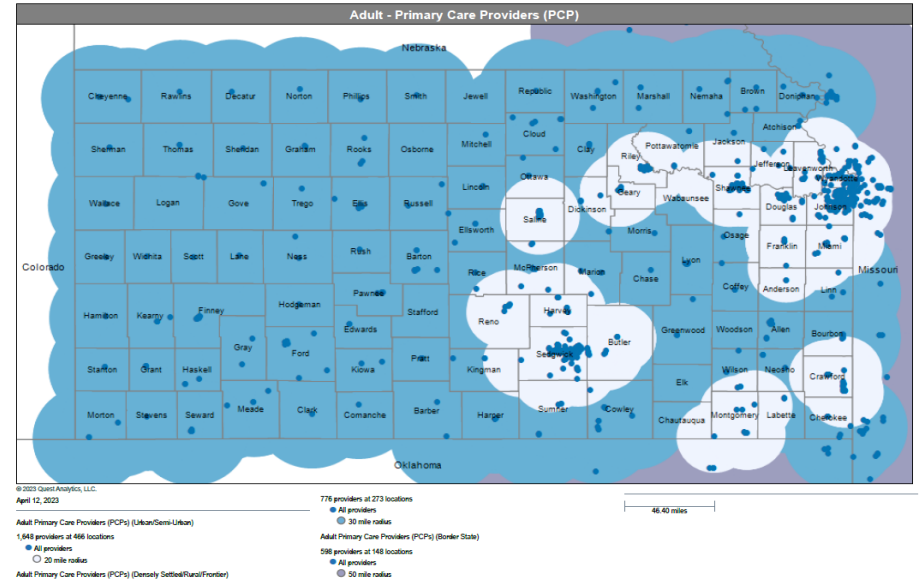 Adult - Primary Care Providers (PCP)
Nebraska
Cheyenne Rawlins Decatur Norton Phillips Smith Jewell Republic Washington Marshall Nemaha Brown Doniphan
Sherman Thomas Sheridan Graham Rooks Osborne Mitchell Cloud Clay Riley Pottawatomie Jackson Atchison Jefferson Leavenworth Wyandotte
Wallace Logan Gove Trego Ellis Russell Lincoln Ottawa Saline Dickinson Geary Wabaunsee Shawnee Douglas Johnson
Colorado Greeley Wichita Scott Lane Ness Rush Barton Ellsworth McPherson Marion Morris Chase Lyon Osage Franklin Miami Missouri
Hamilton Kearny Finney Hodgeman Pawnee Stafford Rice Reno Harvey Coffey Anderson Linn
Gray Ford Edwards Sedgwick Butler Greenwood Woodson Allen Bourbon
Stanton Grant Haskell Kiowa Pratt Kingman Elk Wilson Neosho Crawford
Morton Stevens Seward Meade Clark Comanche Barber Harper Sumner Cowley Chautauqua Montgomery Labette Cherokee
Oklahoma
© 2023 Quest Analytics, LLC.
April 12, 2023
Adult Primary Care Providers (PCPs) (Urban/Semi-Urban)
1,648 providers at 466 locations
All providers
20 mile radius
Adult Primary Care Providers (PCPs) (Densely Settled/Rural/Frontier)
776 providers at 273 locations
All providers
30 mile radius
Adult Primary Care Providers (PCPs) (Border State)
598 providers at 148 locations
All providers
50 mile radius
46.40 miles